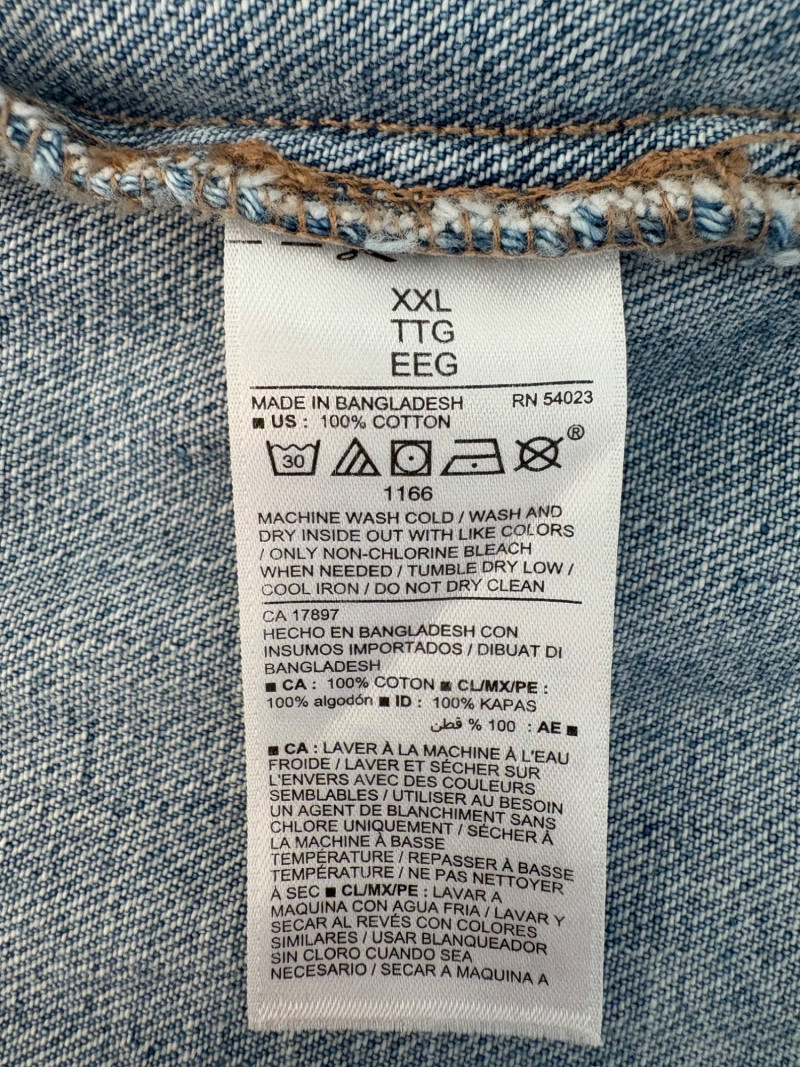 XXL
TTG
EEG
MADE IN BANGLADESH RN 54023
■ US : 100% COTTON
30 ®
1166
MACHINE WASH COLD / WASH AND
DRY INSIDE OUT WITH LIKE COLORS
/ ONLY NON-CHLORINE BLEACH
WHEN NEEDED / TUMBLE DRY LOW /
COOL IRON / DO NOT DRY CLEAN
CA 17897
HECHO EN BANGLADESH CON
INSUMOS IMPORTADOS / DIBUAT DI
BANGLADESH
■ CA : 100% COTON ■ CL/MX/PE :
100% algodón ■ ID : 100% KAPAS
■ AE : 100 % قطن
■ CA : LAVER À LA MACHINE À L'EAU
FROIDE / LAVER ET SÉCHER SUR
L'ENVERS AVEC DES COULEURS
SEMBLABLES / UTILISER AU BESOIN
UN AGENT DE BLANCHIMENT SANS
CHLORE UNIQUEMENT / SÉCHER À
LA MACHINE À BASSE
TEMPÉRATURE / REPASSER À BASSE
TEMPÉRATURE / NE PAS NETTOYER
À SEC ■ CL/MX/PE : LAVAR A
MAQUINA CON AGUA FRIA / LAVAR Y
SECAR AL REVÉS CON COLORES
SIMILARES / USAR BLANQUEADOR
SIN CLORO CUANDO SEA
NECESARIO / SECAR A MAQUINA A